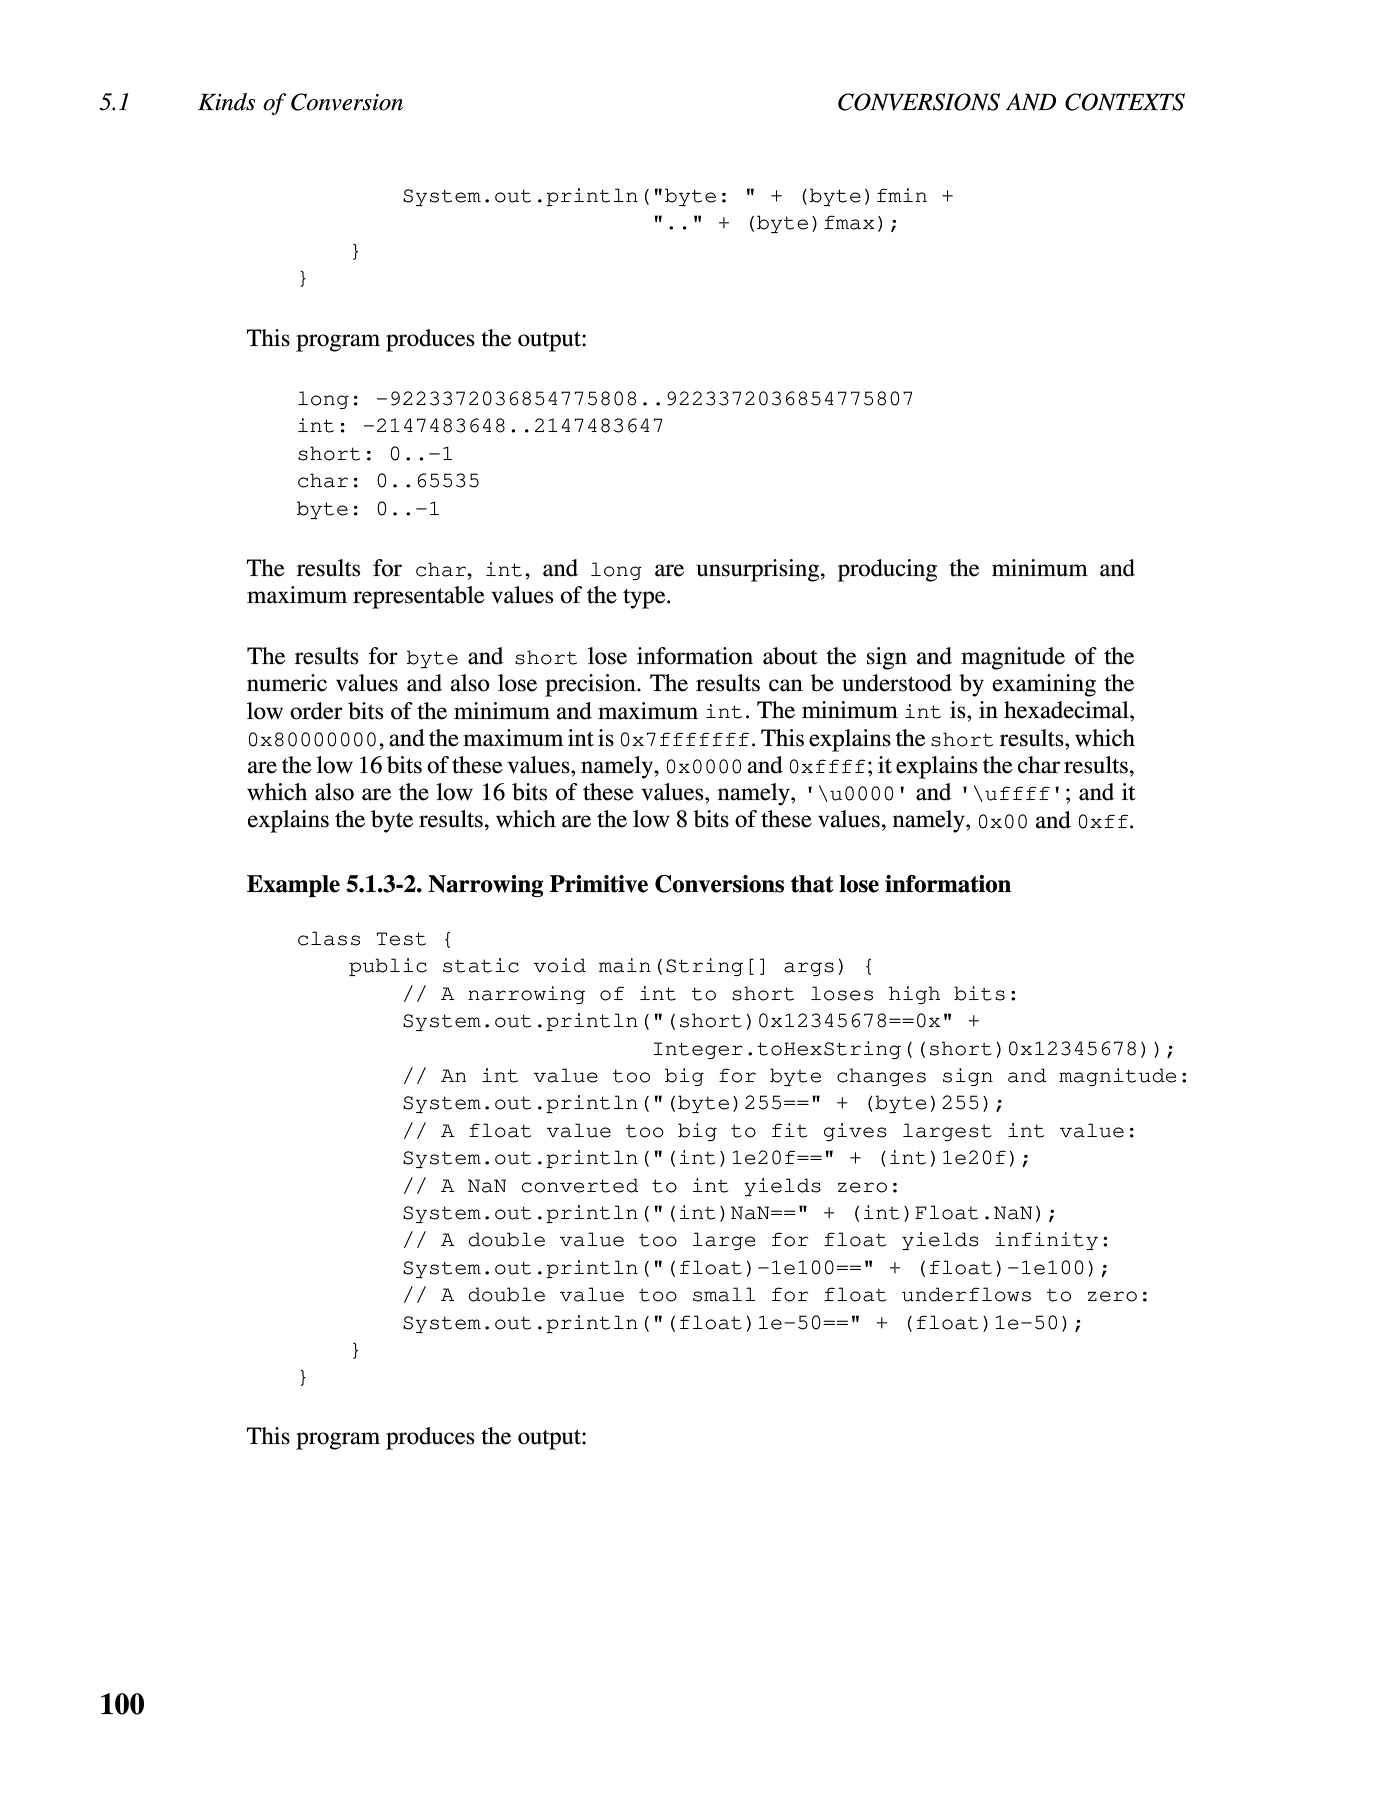 5.1 Kinds of Conversion CONVERSIONS AND CONTEXTS
System.out.println("byte: " + (byte)fmin +
".." + (byte)fmax);
}
}
This program produces the output:
long: -9223372036854775808..9223372036854775807
int: -2147483648..2147483647
short: 0..-1
char: 0..65535
byte: 0..-1
The results for char, int, and long are unsurprising, producing the minimum and
maximum representable values of the type.
The results for byte and short lose information about the sign and magnitude of the
numeric values and also lose precision. The results can be understood by examining the
low order bits of the minimum and maximum int. The minimum int is, in hexadecimal,
0x80000000, and the maximum int is 0x7fffffff. This explains the short results, which
are the low 16 bits of these values, namely, 0x0000 and 0xffff; it explains the char results,
which also are the low 16 bits of these values, namely, '\u0000' and '\uffff'; and it
explains the byte results, which are the low 8 bits of these values, namely, 0x00 and 0xff.
Example 5.1.3-2. Narrowing Primitive Conversions that lose information
class Test {
public static void main(String[] args) {
// A narrowing of int to short loses high bits:
System.out.println("(short)0x12345678==0x" +
Integer.toHexString((short)0x12345678));
// An int value too big for byte changes sign and magnitude:
System.out.println("(byte)255==" + (byte)255);
// A float value too big to fit gives largest int value:
System.out.println("(int)1e20f==" + (int)1e20f);
// A NaN converted to int yields zero:
System.out.println("(int)NaN==" + (int)Float.NaN);
// A double value too large for float yields infinity:
System.out.println("(float)-1e100==" + (float)-1e100);
// A double value too small for float underflows to zero:
System.out.println("(float)1e-50==" + (float)1e-50);
}
}
This program produces the output:
100